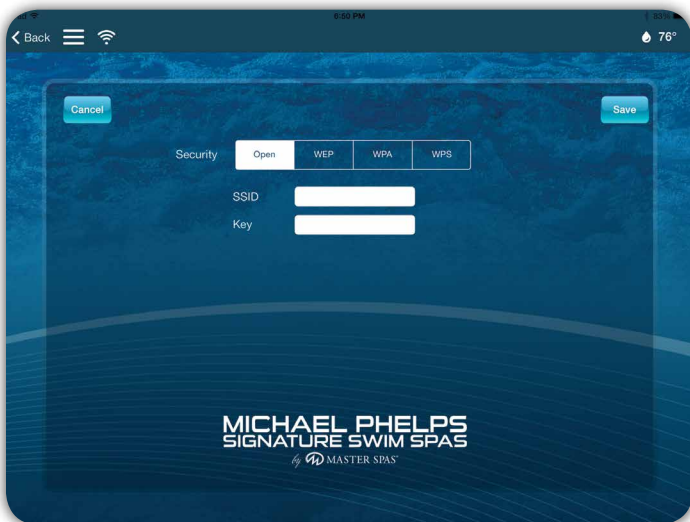 6:50 PM
83%
Back
76°
Cancel
Save
Security
Open WEP WPA WPS
SSID
Key
MICHAEL PHELPS
SIGNATURE SWIM SPAS
by MASTER SPAS